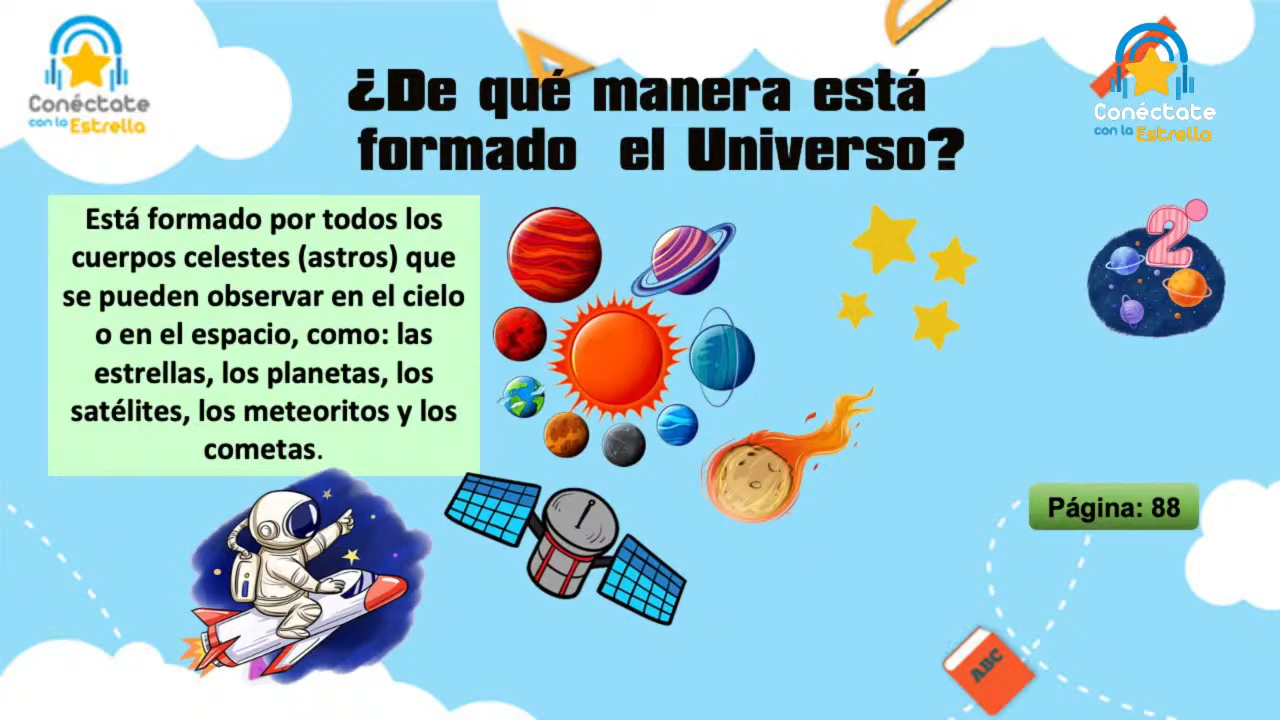 Conéctate
con la Estrella
Conéctate
con la Estrella
¿De qué manera está
formado el Universo?
Está formado por todos los
cuerpos celestes (astros) que
se pueden observar en el cielo
o en el espacio, como: las
estrellas, los planetas, los
satélites, los meteoritos y los
cometas.
2
Página: 88
ABC